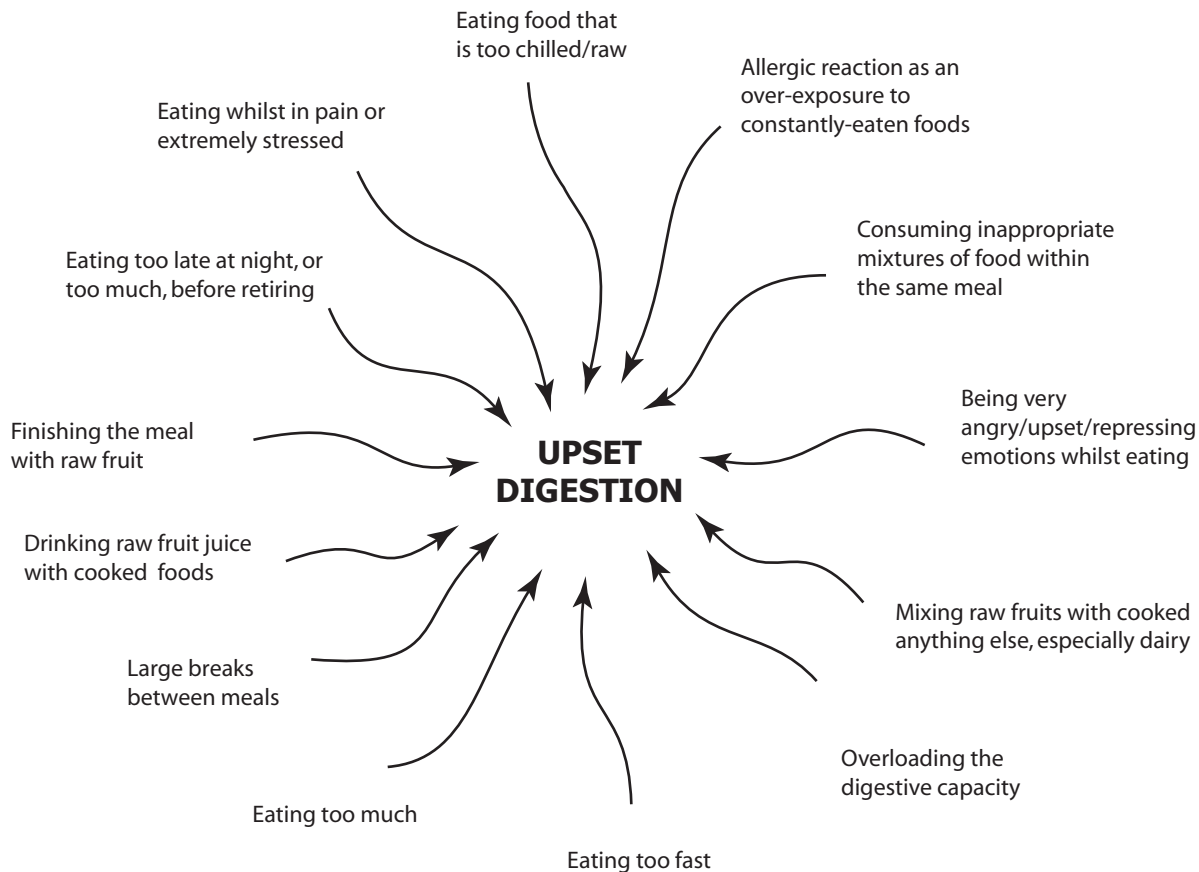 Eating food that
is too chilled/raw
Allergic reaction as an
over-exposure to
constantly-eaten foods
Eating whilst in pain or
extremely stressed
Consuming inappropriate
mixtures of food within
the same meal
Eating too late at night, or
too much, before retiring
Being very
angry/upset/repressing
emotions whilst eating
Finishing the meal
with raw fruit
UPSET
DIGESTION
Drinking raw fruit juice
with cooked foods
Mixing raw fruits with cooked
anything else, especially dairy
Large breaks
between meals
Overloading the
digestive capacity
Eating too much
Eating too fast